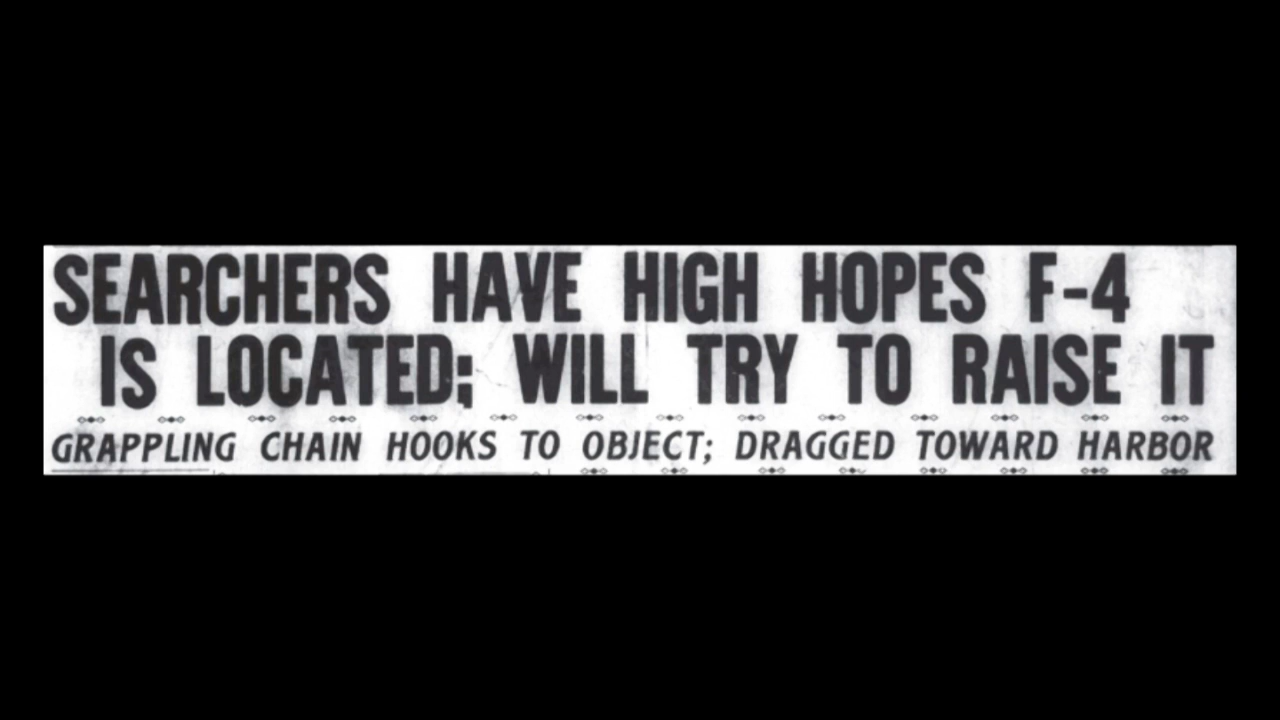 SEARCHERS HAVE HIGH HOPES F-4
IS LOCATED; WILL TRY TO RAISE IT
GRAPPLING CHAIN HOOKS TO OBJECT; DRAGGED TOWARD HARBOR